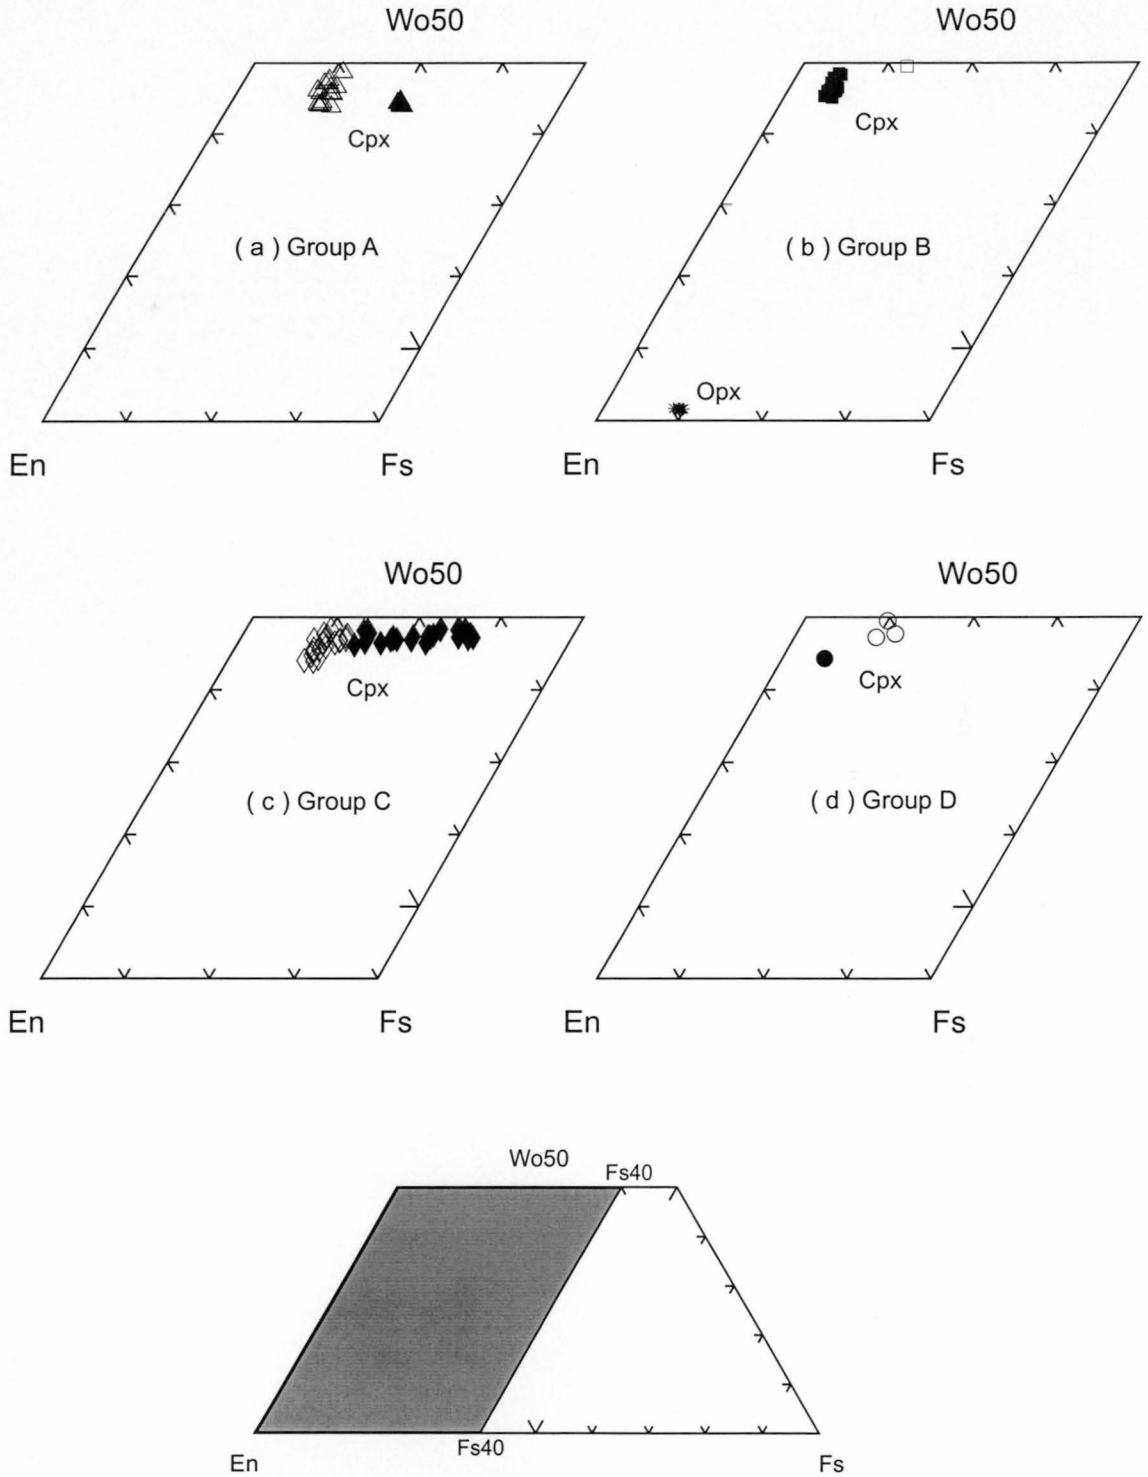 Wo50
Cpx
( a ) Group A
En
Fs
Wo50
Cpx
( b ) Group B
Opx
En
Fs
Wo50
Cpx
( c ) Group C
En
Fs
Wo50
Cpx
( d ) Group D
En
Fs
Wo50
Fs40
Fs40
En
Fs